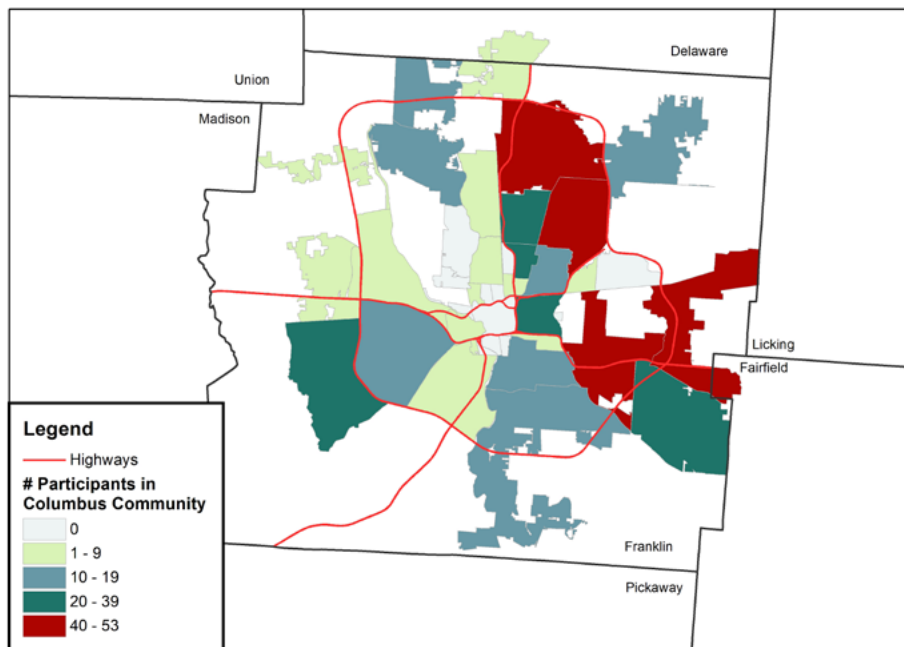 Delaware
Union
Madison
Licking
Fairfield
Legend
Highways
# Participants in
Columbus Community
0
1 - 9
10 - 19
20 - 39
40 - 53
Franklin
Pickaway